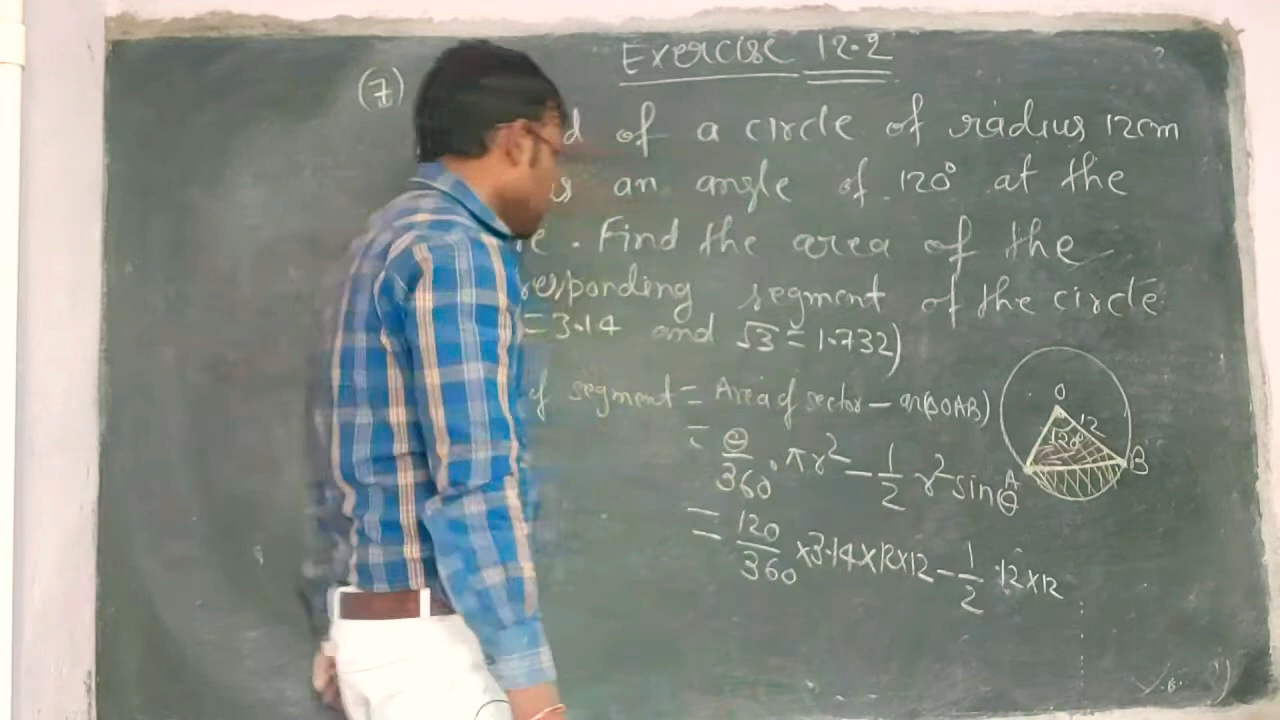 Exercise 12.2
(7) d of a circle of radius 12cm
s an angle of 120° at the
e. Find the area of the
responding segment of the circle
= 3.14 and √3 = 1.732)
of segment = Area of sector - ar(ΔOAB)
= θ/360 . πr² - 1/2 r² sinθ
= 120/360 × 3.14 × 12 × 12 - 1/2 . 12 × 12
O
12
120°
A
B